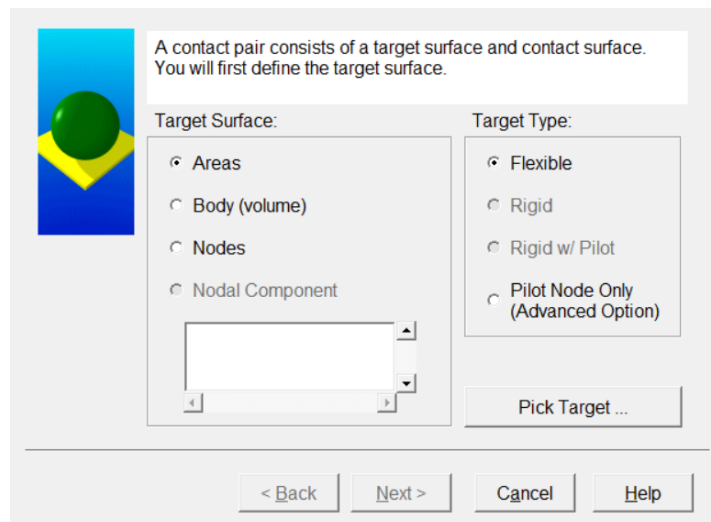 A contact pair consists of a target surface and contact surface.
You will first define the target surface.
Target Surface:
Areas
Body (volume)
Nodes
Nodal Component
Target Type:
Flexible
Rigid
Rigid w/ Pilot
Pilot Node Only
(Advanced Option)
Pick Target ...
< Back
Next >
Cancel
Help